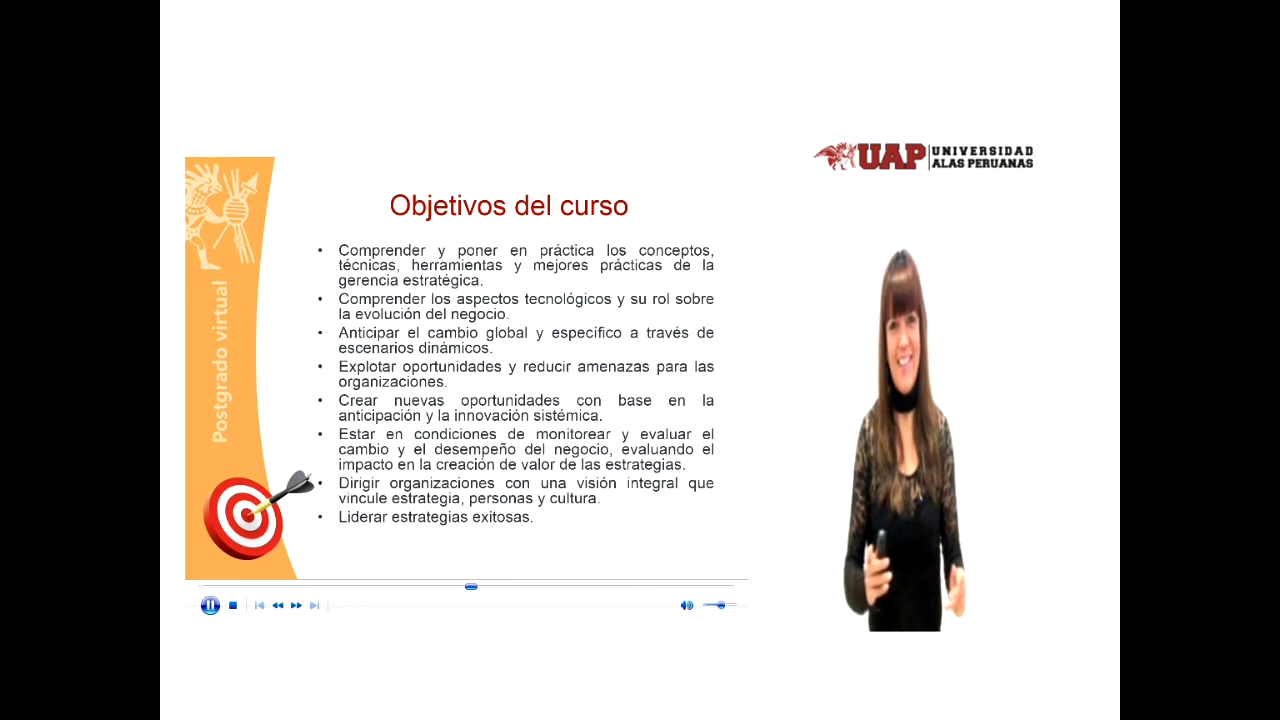 UAP UNIVERSIDAD
ALAS PERUANAS
Objetivos del curso
• Comprender y poner en práctica los conceptos,
técnicas, herramientas y mejores prácticas de la
gerencia estratégica.
• Comprender los aspectos tecnológicos y su rol sobre
la evolución del negocio.
• Anticipar el cambio global y específico a través de
escenarios dinámicos.
• Explotar oportunidades y reducir amenazas para las
organizaciones.
• Crear nuevas oportunidades con base en la
anticipación y la innovación sistémica.
• Estar en condiciones de monitorear y evaluar el
cambio y el desempeño del negocio, evaluando el
impacto en la creación de valor de las estrategias.
• Dirigir organizaciones con una visión integral que
vincule estrategia, personas y cultura.
• Liderar estrategias exitosas.
Postgrado virtual